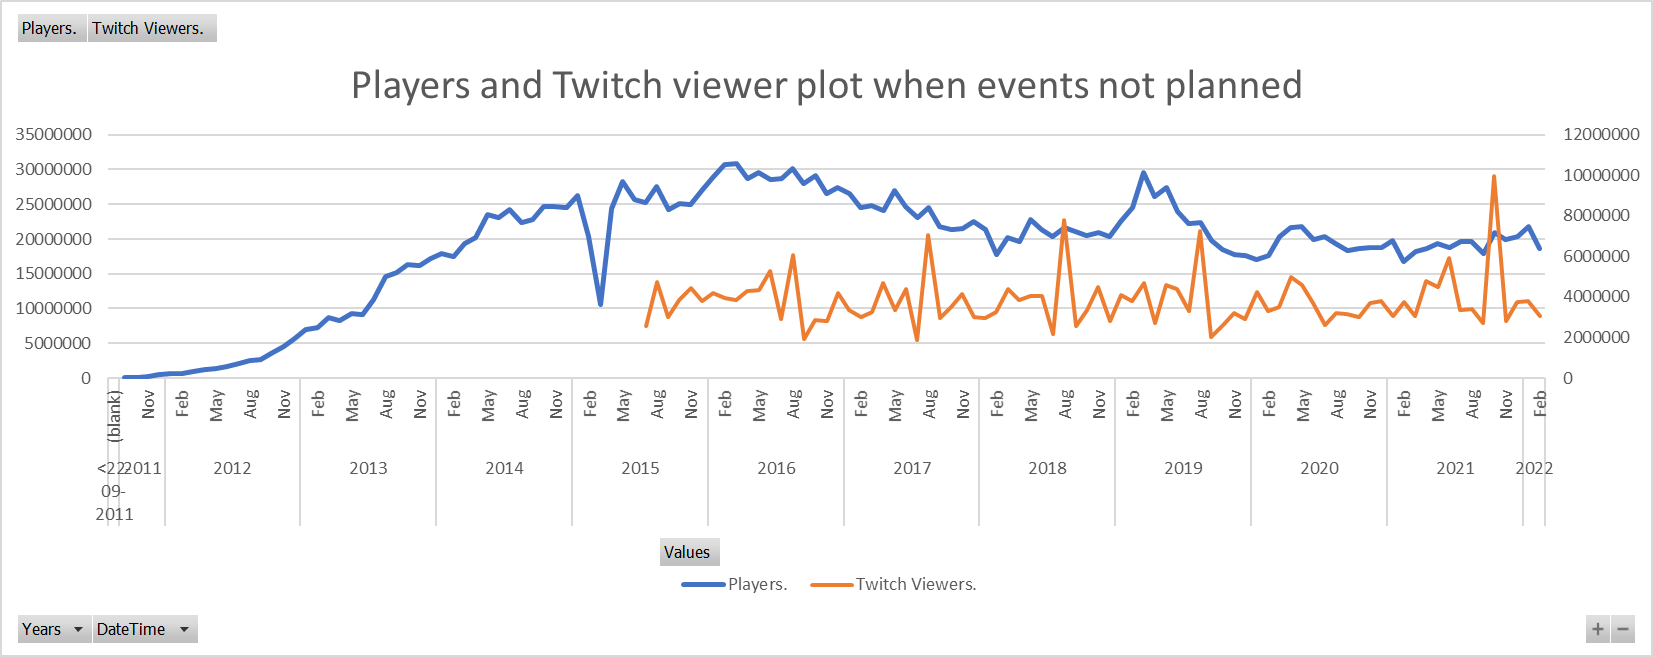 Players. Twitch Viewers.
Players and Twitch viewer plot when events not planned
35000000 12000000
30000000 10000000
25000000 8000000
20000000 6000000
15000000 4000000
10000000 2000000
5000000 0
0
(blank) Nov Feb May Aug Nov Feb May Aug Nov Feb May Aug Nov Feb May Aug Nov Feb May Aug Nov Feb May Aug Nov Feb May Aug Nov Feb May Aug Nov Feb May Aug Nov Feb May Aug Nov Feb
<22- 2011 2012 2013 2014 2015 2016 2017 2018 2019 2020 2021 2022
09-
2011
Values
Players. Twitch Viewers.
Years DateTime + −